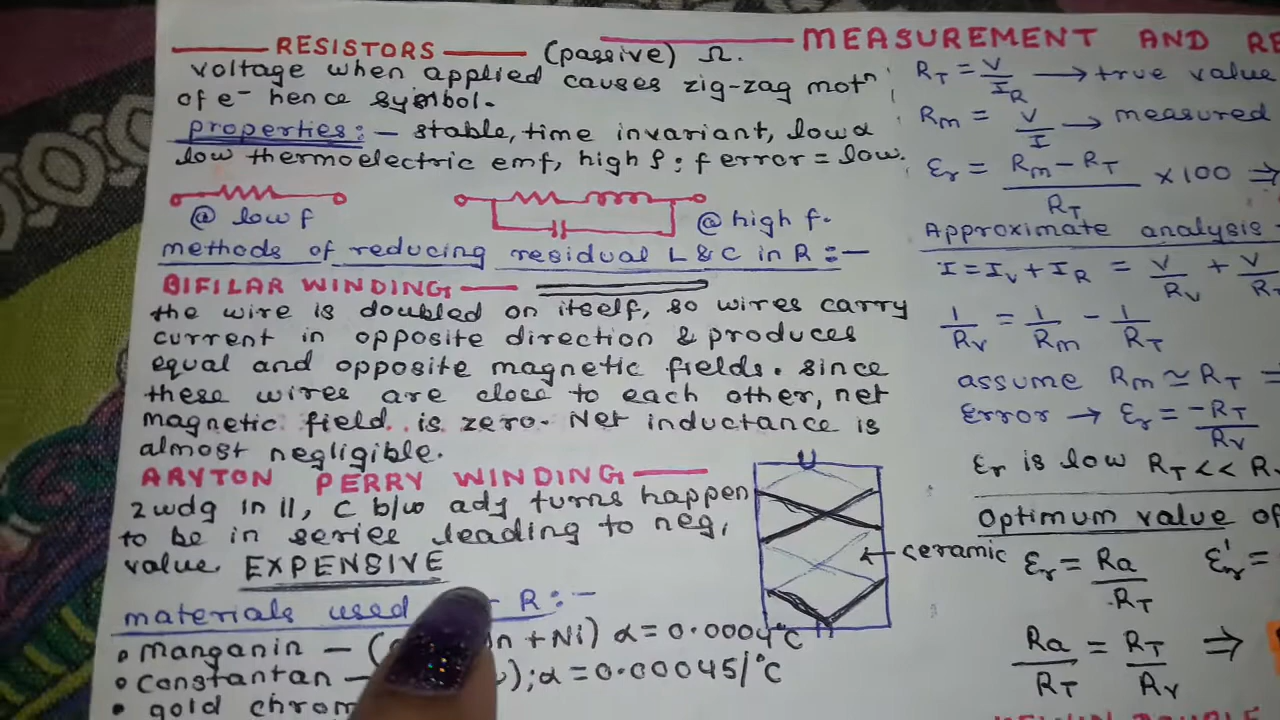 RESISTORS (passive) Ω.
voltage when applied causes zig-zag motⁿ
of e⁻ hence symbol.
properties:- stable, time invariant, low α
low thermoelectric emf, high ρ; f error = low.
@ low f
@ high f.
methods of reducing residual L & C in R :-
BIFILAR WINDING
the wire is doubled on itself, so wires carry
current in opposite direction & produces
equal and opposite magnetic fields. since
these wires are close to each other, net
magnetic field is zero. Net inductance is
almost negligible.
ARYTON PERRY WINDING
2 wdg in ||, C b/w adj turns happen
to be in series leading to neg,
value EXPENSIVE
ceramic
materials used R:-
• manganin - ( n + Ni) α = 0.0004/°C
• constantan - ); α = 0.00045/°C
• gold chrom
MEASUREMENT AND RE
R_T = V/I_R → true value
R_m = V/I → measured
ε_r = (R_m - R_T)/R_T × 100 ⇒
Approximate analysis
I = I_V + I_R = V/R_V + V/R_T
1/R_V = 1/R_m - 1/R_T
assume R_m ≃ R_T ⇒
Error → ε_r = -R_T/R_V
ε_r is low R_T << R
Optimum value of
ε_r = Ra/R_T ε'_r =
Ra/R_T = R_T/R_V ⇒